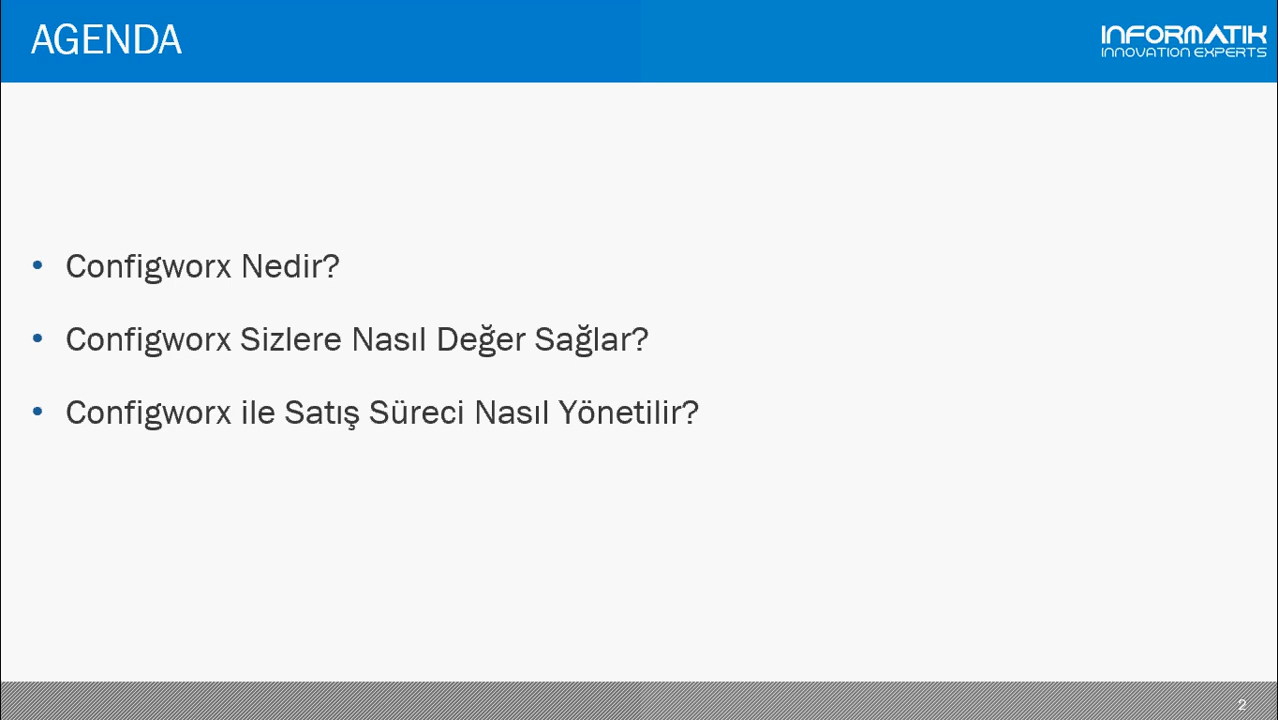 AGENDA
INFORMATIK
INNOVATION EXPERTS
• Configworx Nedir?
• Configworx Sizlere Nasıl Değer Sağlar?
• Configworx ile Satış Süreci Nasıl Yönetilir?
2